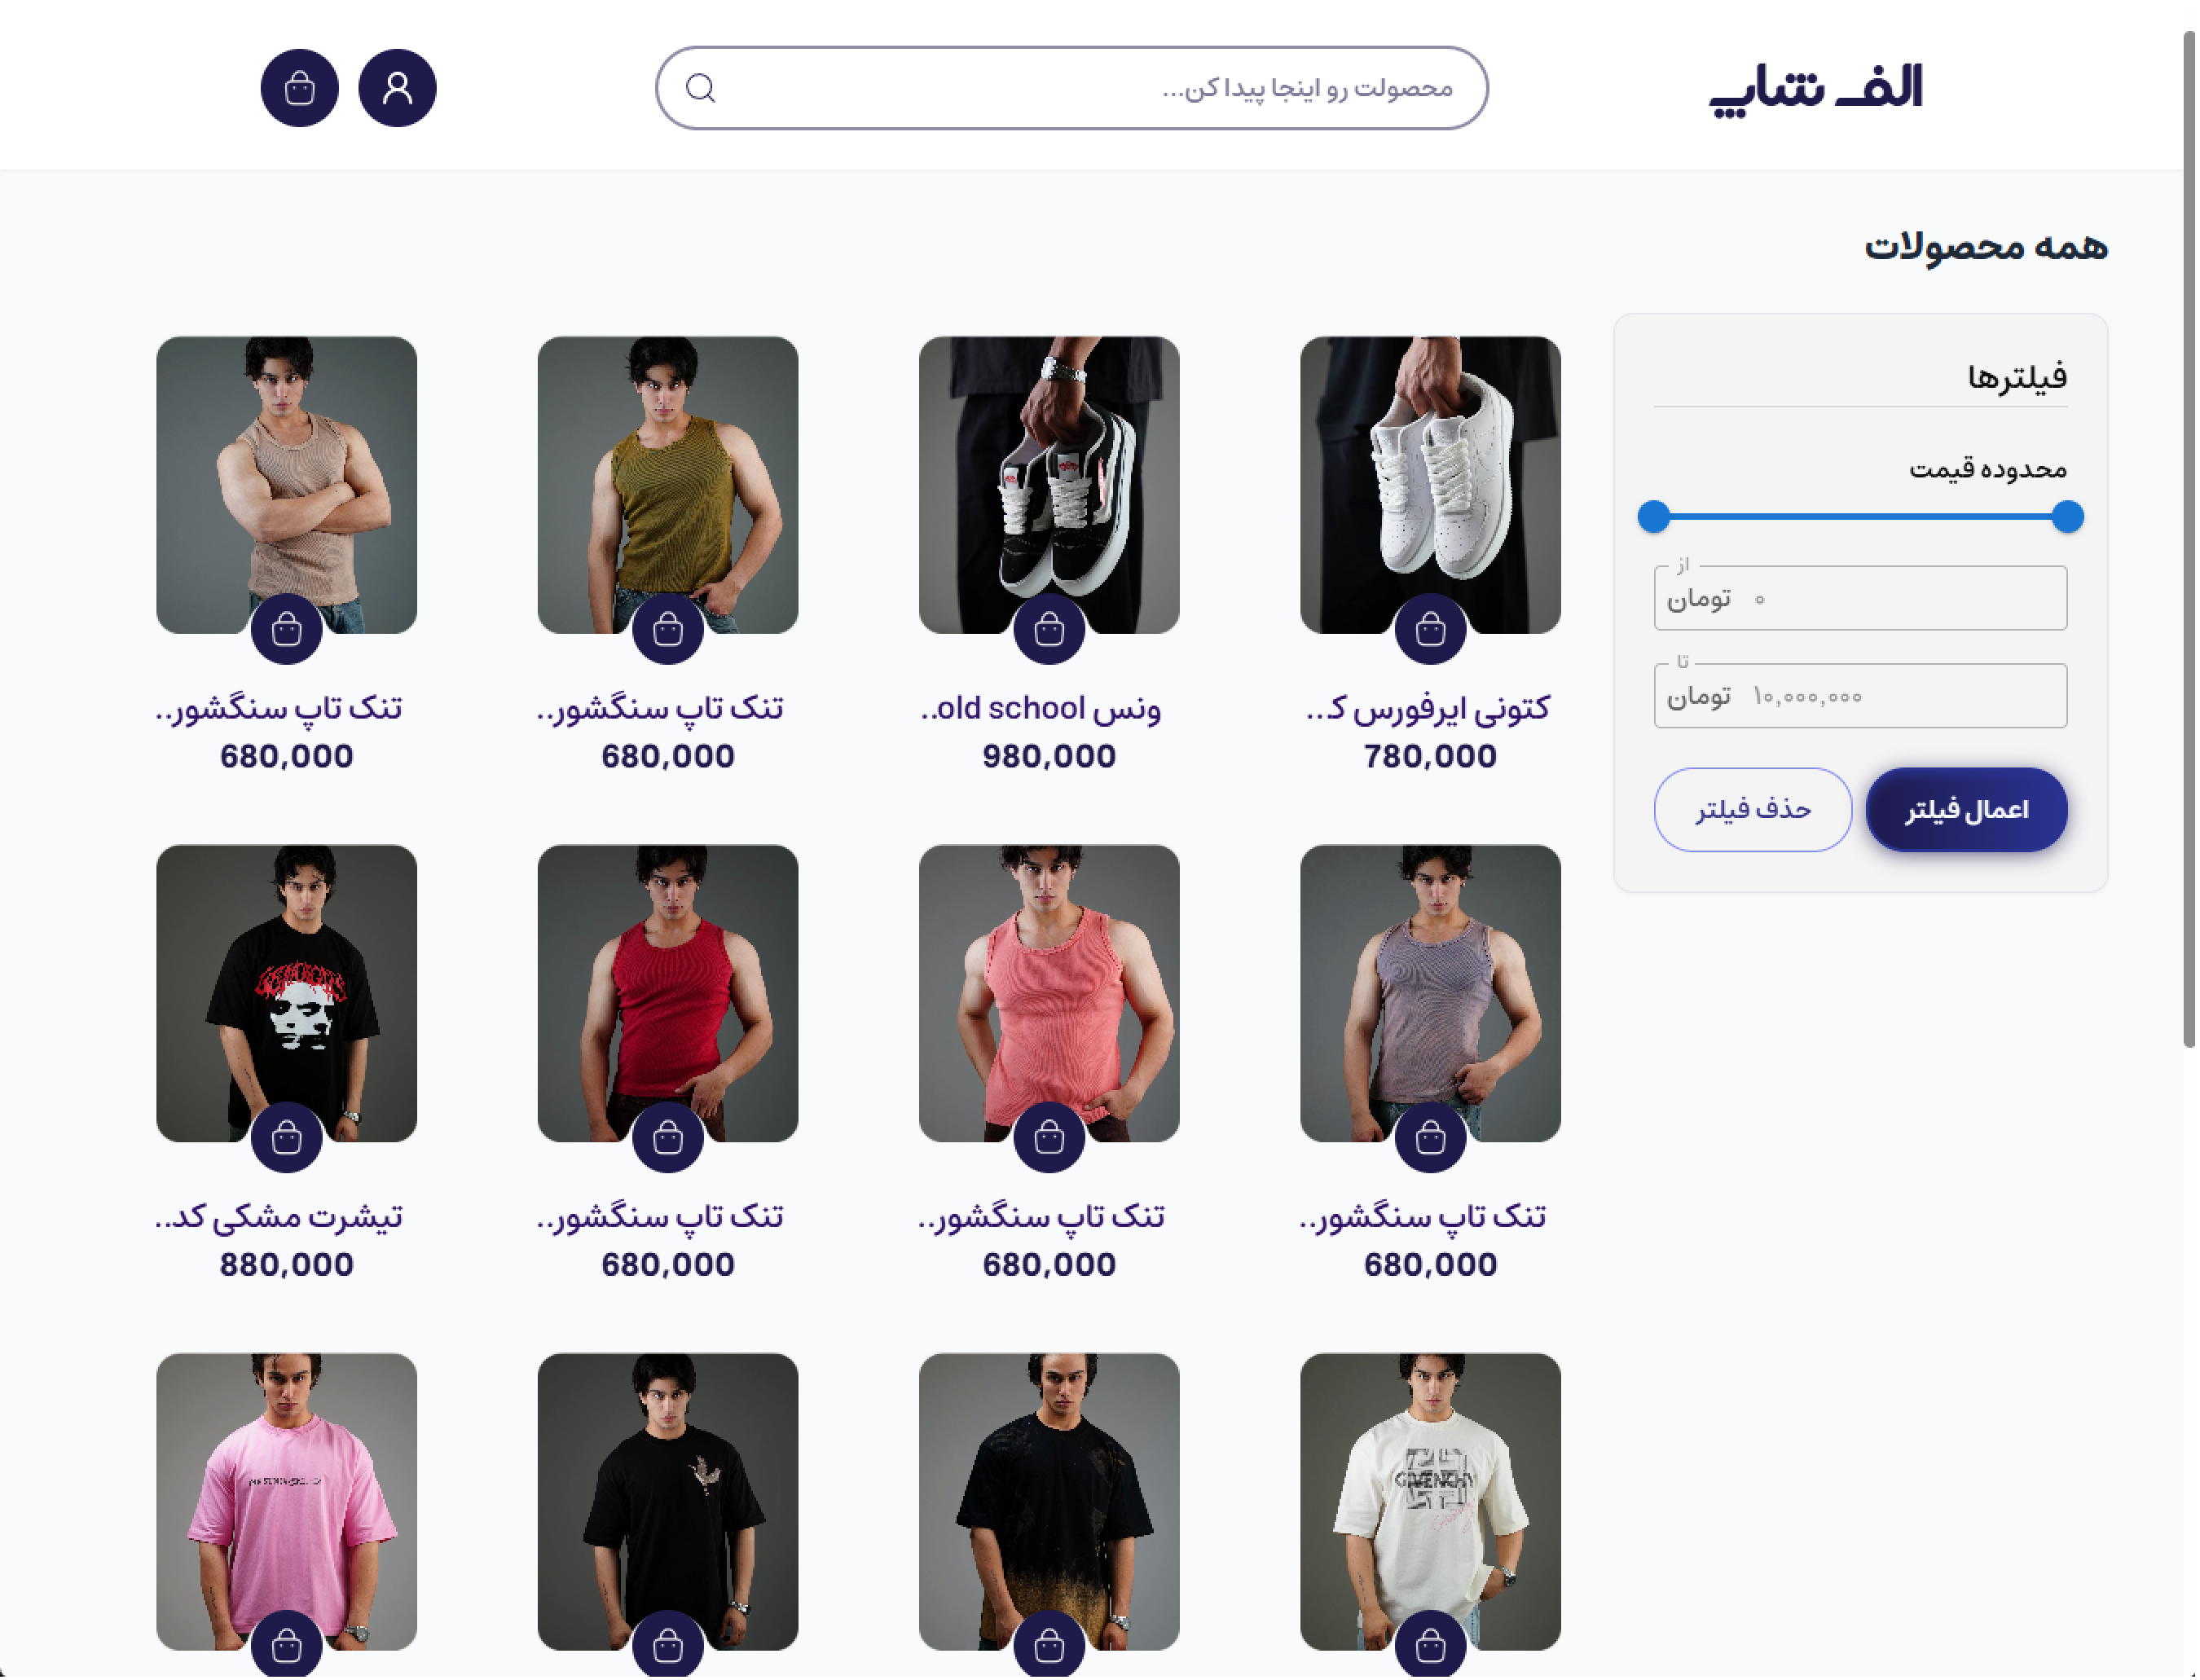 الف شاپ
محصولت رو اینجا پیدا کن...
همه محصولات
فیلترها
محدوده قیمت
از
۰ تومان
تا
۱۰,۰۰۰,۰۰۰ تومان
اعمال فیلتر
حذف فیلتر
کتونی ایرفورس ک...
780,000
ونس old school..
980,000
تنک تاپ سنگشور..
680,000
تنک تاپ سنگشور..
680,000
تنک تاپ سنگشور..
680,000
تنک تاپ سنگشور..
680,000
تنک تاپ سنگشور..
680,000
تیشرت مشکی کد..
880,000
GIVENCHY